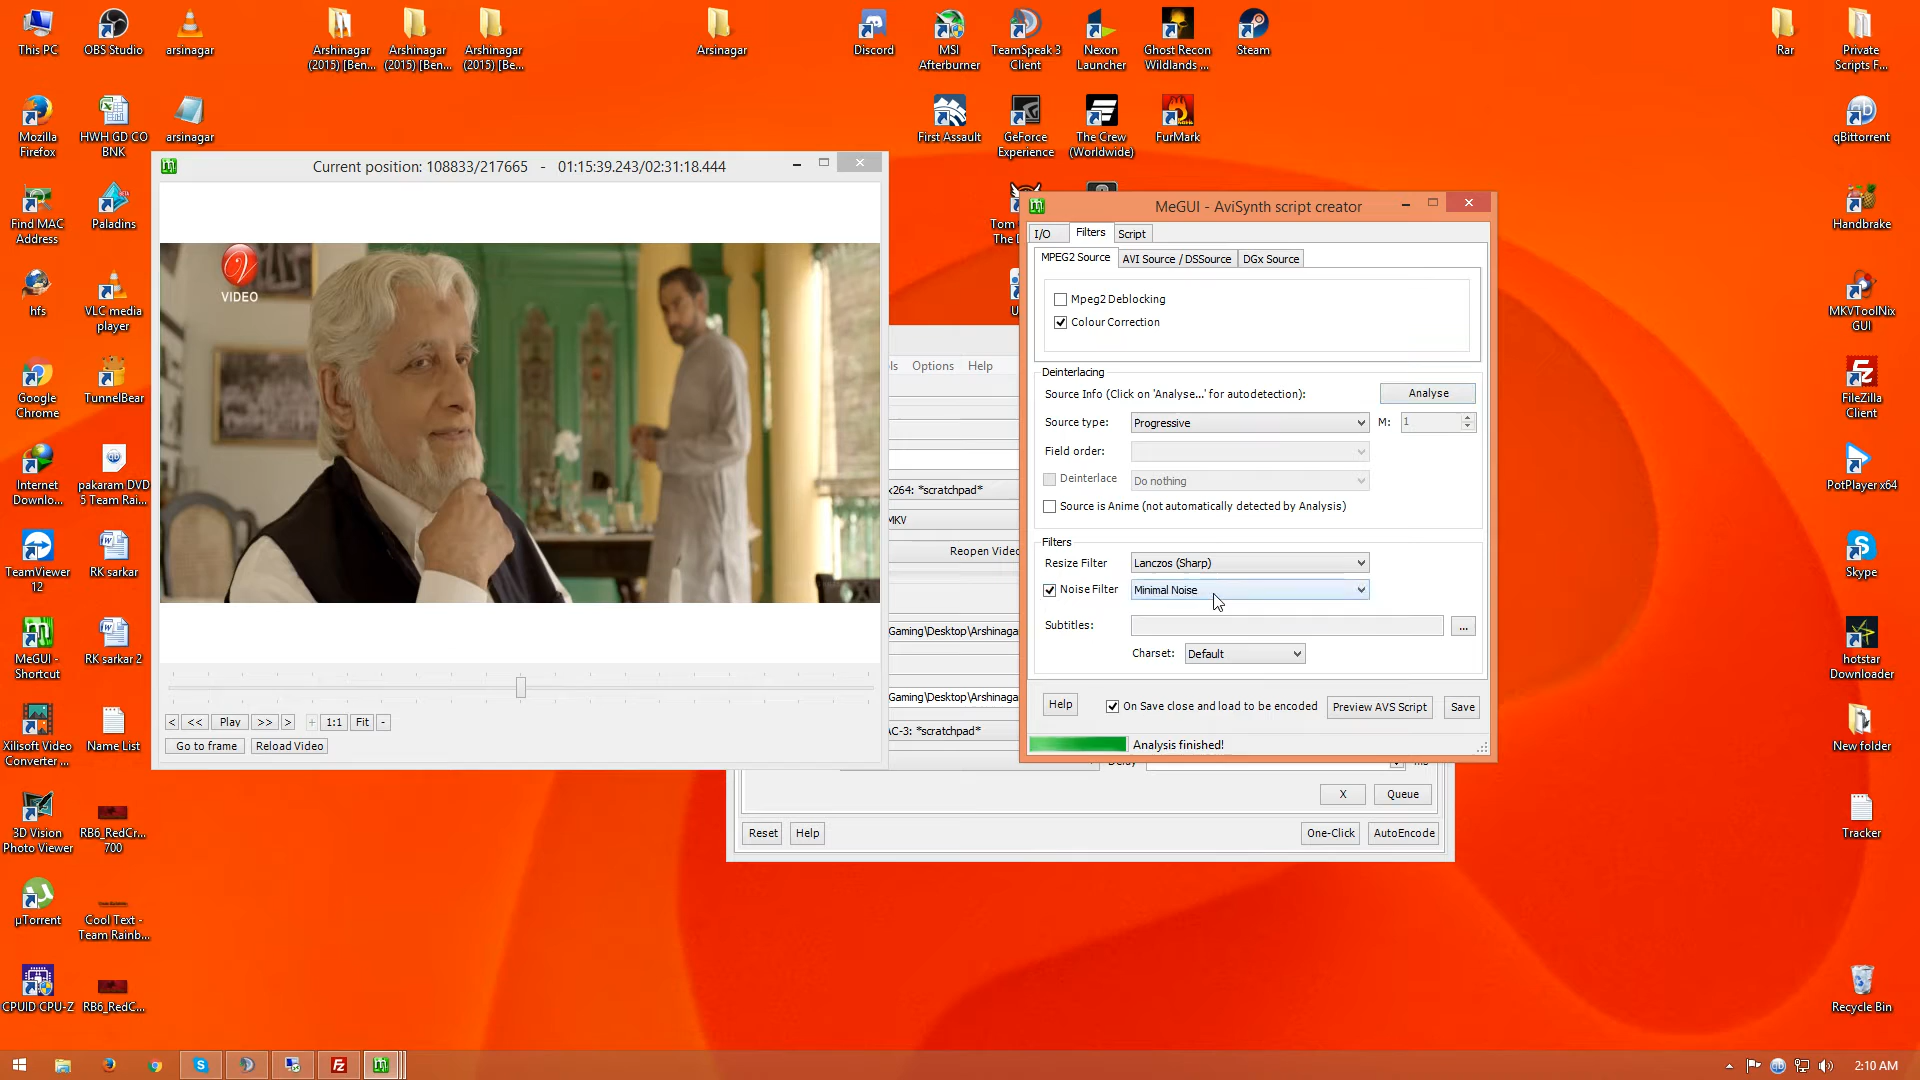 This PC
OBS Studio
arsinagar
Arshinagar
(2015) [Ben...
Arshinagar
(2015) [Ben...
Arshinagar
(2015) [Be...
Arsinagar
Discord
MSI
Afterburner
TeamSpeak 3
Client
Nexon
Launcher
Ghost Recon
Wildlands ...
Steam
Rar
Private
Scripts F...
Mozilla
Firefox
HWH GD CO
BNK
arsinagar
First Assault
GeForce
Experience
The Crew
(Worldwide)
FurMark
qBittorrent
Find MAC
Address
Paladins
Handbrake
hfs
VLC media
player
MKVToolNix
GUI
Google
Chrome
TunnelBear
FileZilla
Client
Internet
Downlo...
pakaram DVD
5 Team Rai...
PotPlayer x64
TeamViewer
12
RK sarkar
Skype
MeGUI -
Shortcut
RK sarkar 2
hotstar
Downloader
Xilisoft Video
Converter ...
Name List
New folder
3D Vision
Photo Viewer
RB6_RedCr...
700
Tracker
µTorrent
Cool Text -
Team Rainb...
CPUID CPU-Z
RB6_RedC...
Recycle Bin
Tom
The D
Current position: 108833/217665 - 01:15:39.243/02:31:18.444
V
VIDEO
< << Play >> > + 1:1 Fit -
Go to frame Reload Video
ls Options Help
x264: *scratchpad*
MKV
Reopen Vide
Gaming\Desktop\Arshinaga
Gaming\Desktop\Arshinaga
AC-3: *scratchpad*
X Queue
Reset Help One-Click AutoEncode
MeGUI - AviSynth script creator
I/O Filters Script
MPEG2 Source AVI Source / DSSource DGx Source
Mpeg2 Deblocking
Colour Correction
Deinterlacing
Source Info (Click on 'Analyse...' for autodetection): Analyse
Source type: Progressive M: 1
Field order:
Deinterlace Do nothing
Source is Anime (not automatically detected by Analysis)
Filters
Resize Filter Lanczos (Sharp)
Noise Filter Minimal Noise
Subtitles: ...
Charset: Default
Help On Save close and load to be encoded Preview AVS Script Save
Analysis finished!
2:10 AM